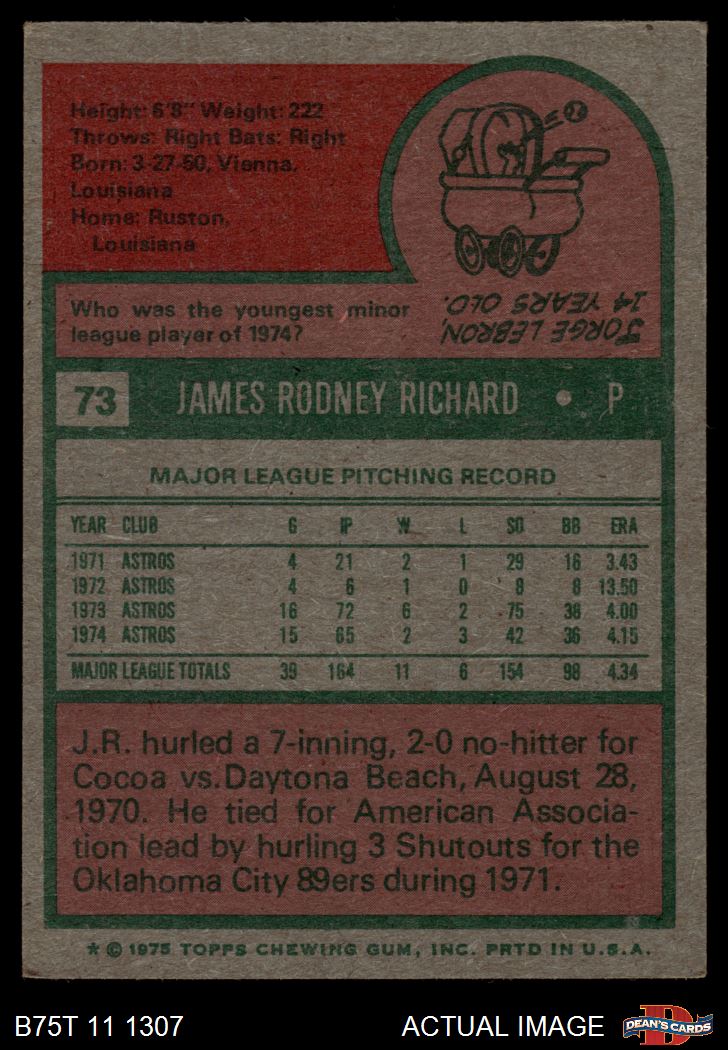 Height: 6'8" Weight: 222
Throws: Right Bats: Right
Born: 3-27-50, Vienna,
Louisiana
Home: Ruston,
Louisiana
Who was the youngest minor
league player of 1974?
JORGE LEBRON,
14 YEARS OLD.
73 JAMES RODNEY RICHARD • P
MAJOR LEAGUE PITCHING RECORD
YEAR CLUB G IP W L SO BB ERA
1971 ASTROS 4 21 2 1 29 16 3.43
1972 ASTROS 4 6 1 0 8 8 13.50
1973 ASTROS 16 72 6 2 75 38 4.00
1974 ASTROS 15 65 2 3 42 36 4.15
MAJOR LEAGUE TOTALS 39 164 11 6 154 98 4.34
J.R. hurled a 7-inning, 2-0 no-hitter for
Cocoa vs. Daytona Beach, August 28,
1970. He tied for American Associa-
tion lead by hurling 3 Shutouts for the
Oklahoma City 89ers during 1971.
* © 1975 TOPPS CHEWING GUM, INC. PRTD IN U.S.A.
B75T 11 1307 ACTUAL IMAGE DEAN'S CARDS